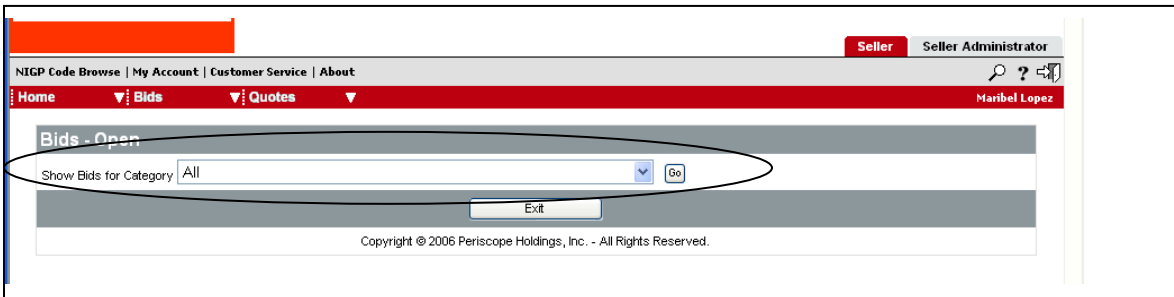 Seller Seller Administrator
NIGP Code Browse | My Account | Customer Service | About ?
Home Bids Quotes Maribel Lopez
Bids - Open
Show Bids for Category All Go
Exit
Copyright © 2006 Periscope Holdings, Inc. - All Rights Reserved.